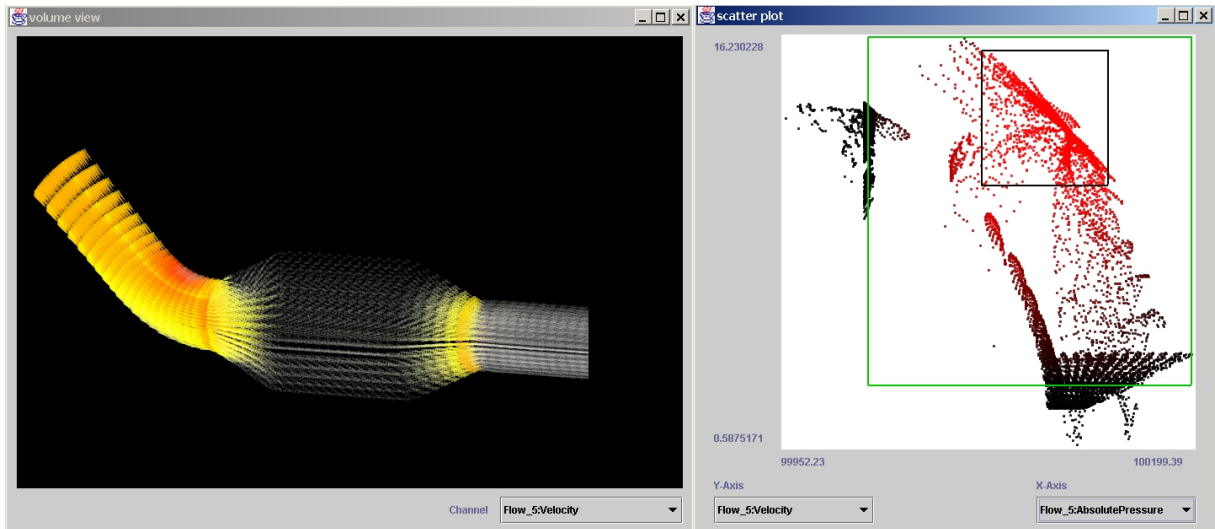 volume view
Channel
Flow_5:Velocity
scatter plot
16.230228
0.5875171
99952.23
100199.39
Y-Axis
X-Axis
Flow_5:Velocity
Flow_5:AbsolutePressure